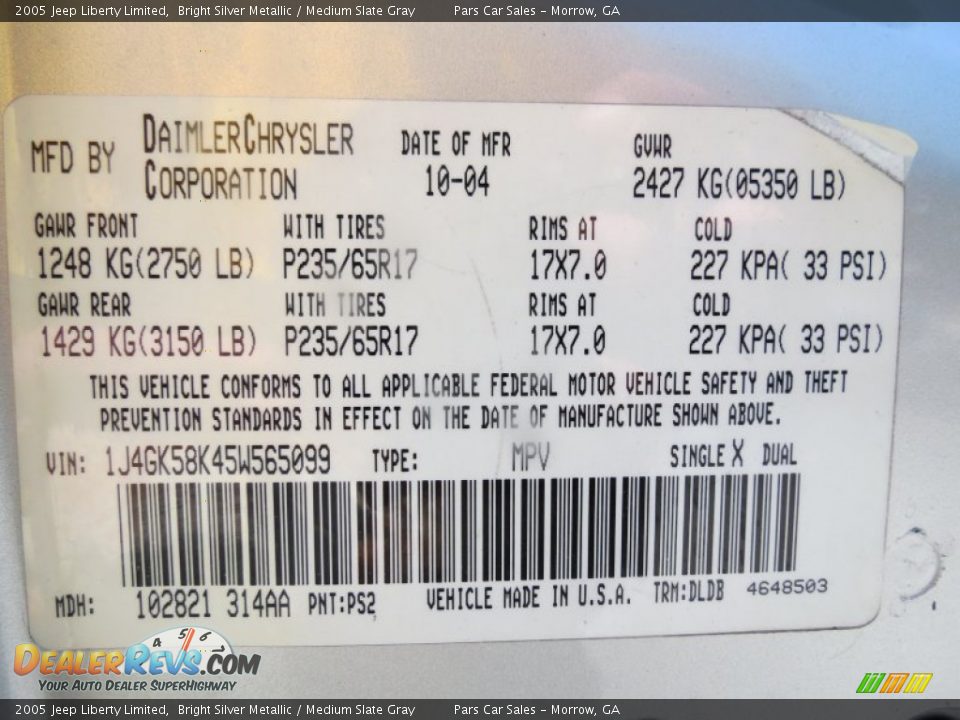 2005 Jeep Liberty Limited, Bright Silver Metallic / Medium Slate Gray Pars Car Sales - Morrow, GA
MFD BY DAIMLERCHRYSLER CORPORATION DATE OF MFR 10-04 GVWR 2427 KG(05350 LB)
GAWR FRONT WITH TIRES RIMS AT COLD
1248 KG(2750 LB) P235/65R17 17X7.0 227 KPA( 33 PSI)
GAWR REAR WITH TIRES RIMS AT COLD
1429 KG(3150 LB) P235/65R17 17X7.0 227 KPA( 33 PSI)
THIS VEHICLE CONFORMS TO ALL APPLICABLE FEDERAL MOTOR VEHICLE SAFETY AND THEFT
PREVENTION STANDARDS IN EFFECT ON THE DATE OF MANUFACTURE SHOWN ABOVE.
VIN: 1J4GK58K45W565099 TYPE: MPV SINGLE X DUAL
MDH: 102821 314AA PNT:PS2 VEHICLE MADE IN U.S.A. TRM:DLDB 4648503
4 5 6
DEALERREVS.COM
YOUR AUTO DEALER SUPERHIGHWAY
2005 Jeep Liberty Limited, Bright Silver Metallic / Medium Slate Gray Pars Car Sales - Morrow, GA